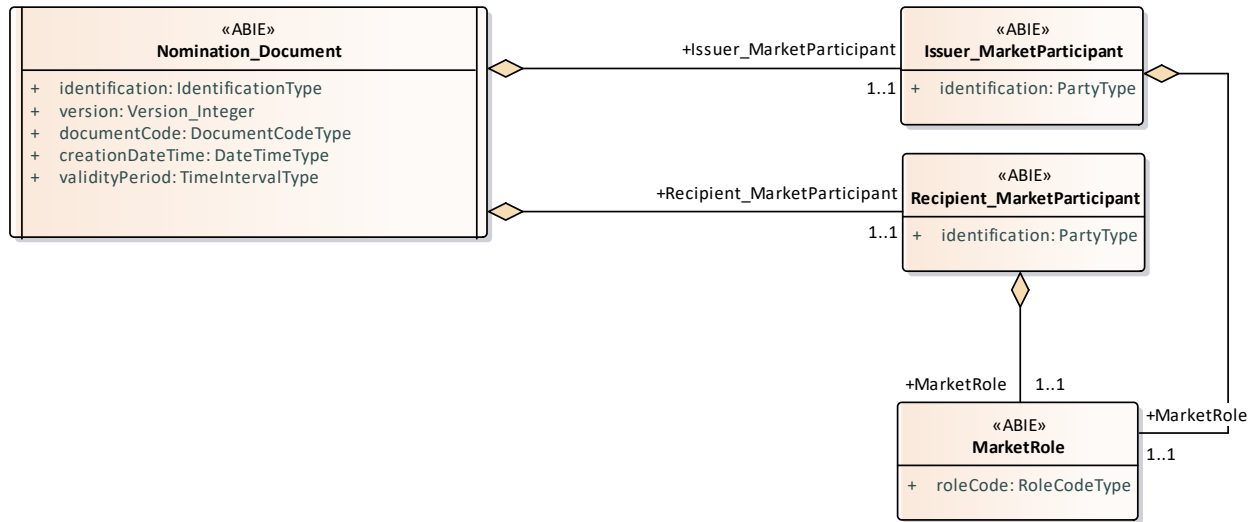 «ABIE»
Nomination_Document
+ identification: IdentificationType
+ version: Version_Integer
+ documentCode: DocumentCodeType
+ creationDateTime: DateTimeType
+ validityPeriod: TimeIntervalType
+Issuer_MarketParticipant
1..1
«ABIE»
Issuer_MarketParticipant
+ identification: PartyType
+Recipient_MarketParticipant
1..1
«ABIE»
Recipient_MarketParticipant
+ identification: PartyType
+MarketRole 1..1
+MarketRole
1..1
«ABIE»
MarketRole
+ roleCode: RoleCodeType